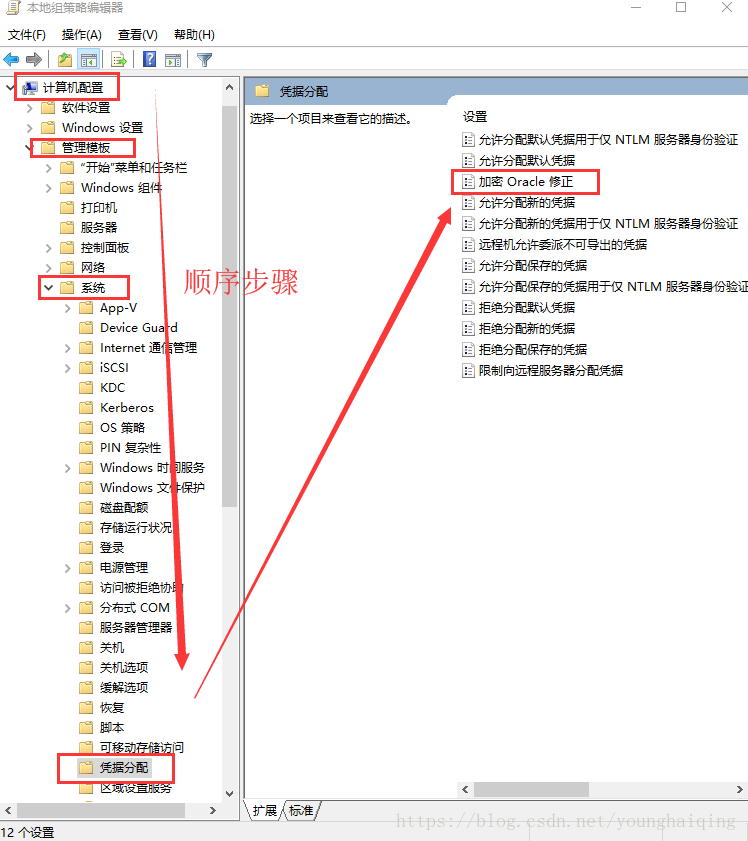 本地组策略编辑器
文件(F) 操作(A) 查看(V) 帮助(H)
计算机配置
软件设置
Windows 设置
管理模板
"开始"菜单和任务栏
Windows 组件
打印机
服务器
控制面板
网络
系统
App-V
Device Guard
Internet 通信管理
iSCSI
KDC
Kerberos
OS 策略
PIN 复杂性
Windows 时间服务
Windows 文件保护
磁盘配额
存储运行状况
登录
电源管理
访问被拒绝协助
分布式 COM
服务器管理器
关机
关机选项
缓解选项
恢复
脚本
可移动存储访问
凭据分配
区域设置服务
顺序步骤
凭据分配
选择一个项目来查看它的描述。
设置
允许分配默认凭据用于仅 NTLM 服务器身份验证
允许分配默认凭据
加密 Oracle 修正
允许分配新的凭据
允许分配新的凭据用于仅 NTLM 服务器身份验证
远程机允许委派不可导出的凭据
允许分配保存的凭据
允许分配保存的凭据用于仅 NTLM 服务器身份验证
拒绝分配默认凭据
拒绝分配新的凭据
拒绝分配保存的凭据
限制向远程服务器分配凭据
扩展 标准
12 个设置
https://blog.csdn.net/younghaiqing